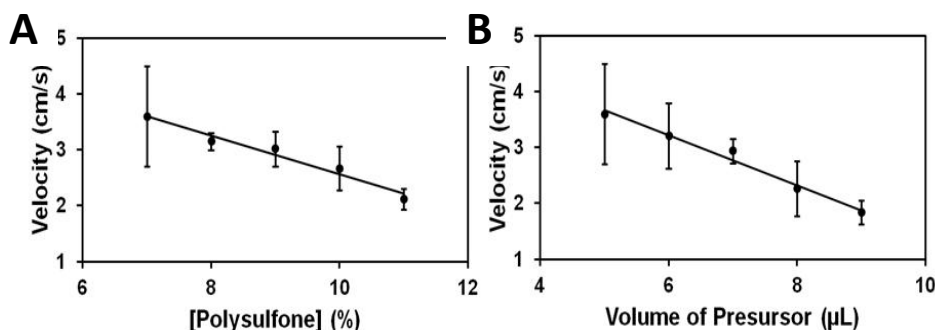 A
5
4
3
2
1
Velocity (cm/s)
6 8 10 12
[Polysulfone] (%)
B
5
4
3
2
1
Velocity (cm/s)
4 6 8 10
Volume of Presursor (µL)